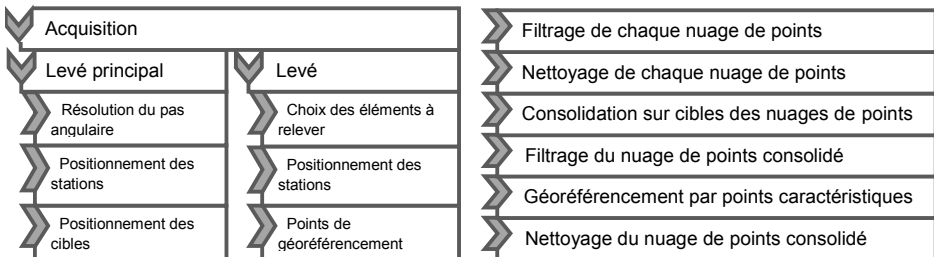 Acquisition
Levé principal
Résolution du pas
angulaire
Positionnement des
stations
Positionnement des
cibles
Levé
Choix des éléments à
relever
Positionnement des
stations
Points de
géoréférencement
Filtrage de chaque nuage de points
Nettoyage de chaque nuage de points
Consolidation sur cibles des nuages de points
Filtrage du nuage de points consolidé
Géoréférencement par points caractéristiques
Nettoyage du nuage de points consolidé